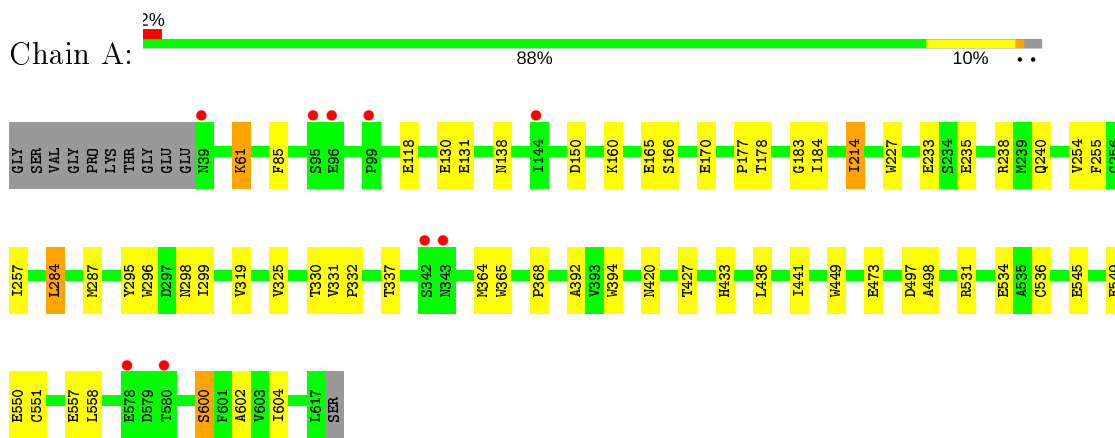 2%
Chain A:
88% 10% • •
GLY SER VAL GLY PRO LYS THR GLY GLU GLU N39 K61 F85 S95 E96 P99 E118 E130 E131 N138 I144 D150 K160 E165 S166 E170 P177 T178 G183 I184 I214 W227 E233 S234 E235 R238 M239 Q240 V254 F255 G256
I257 L284 M287 Y295 W296 D297 N298 I299 V319 V325 T330 V331 P332 T337 S342 N343 M364 W365 P368 A392 V393 W394 N420 T427 H433 L436 I441 W449 E473 D497 A498 R531 E534 A535 C536 E545 E549
E550 C551 E557 L558 E578 D579 T580 S600 F601 A602 V603 I604 L617 SER